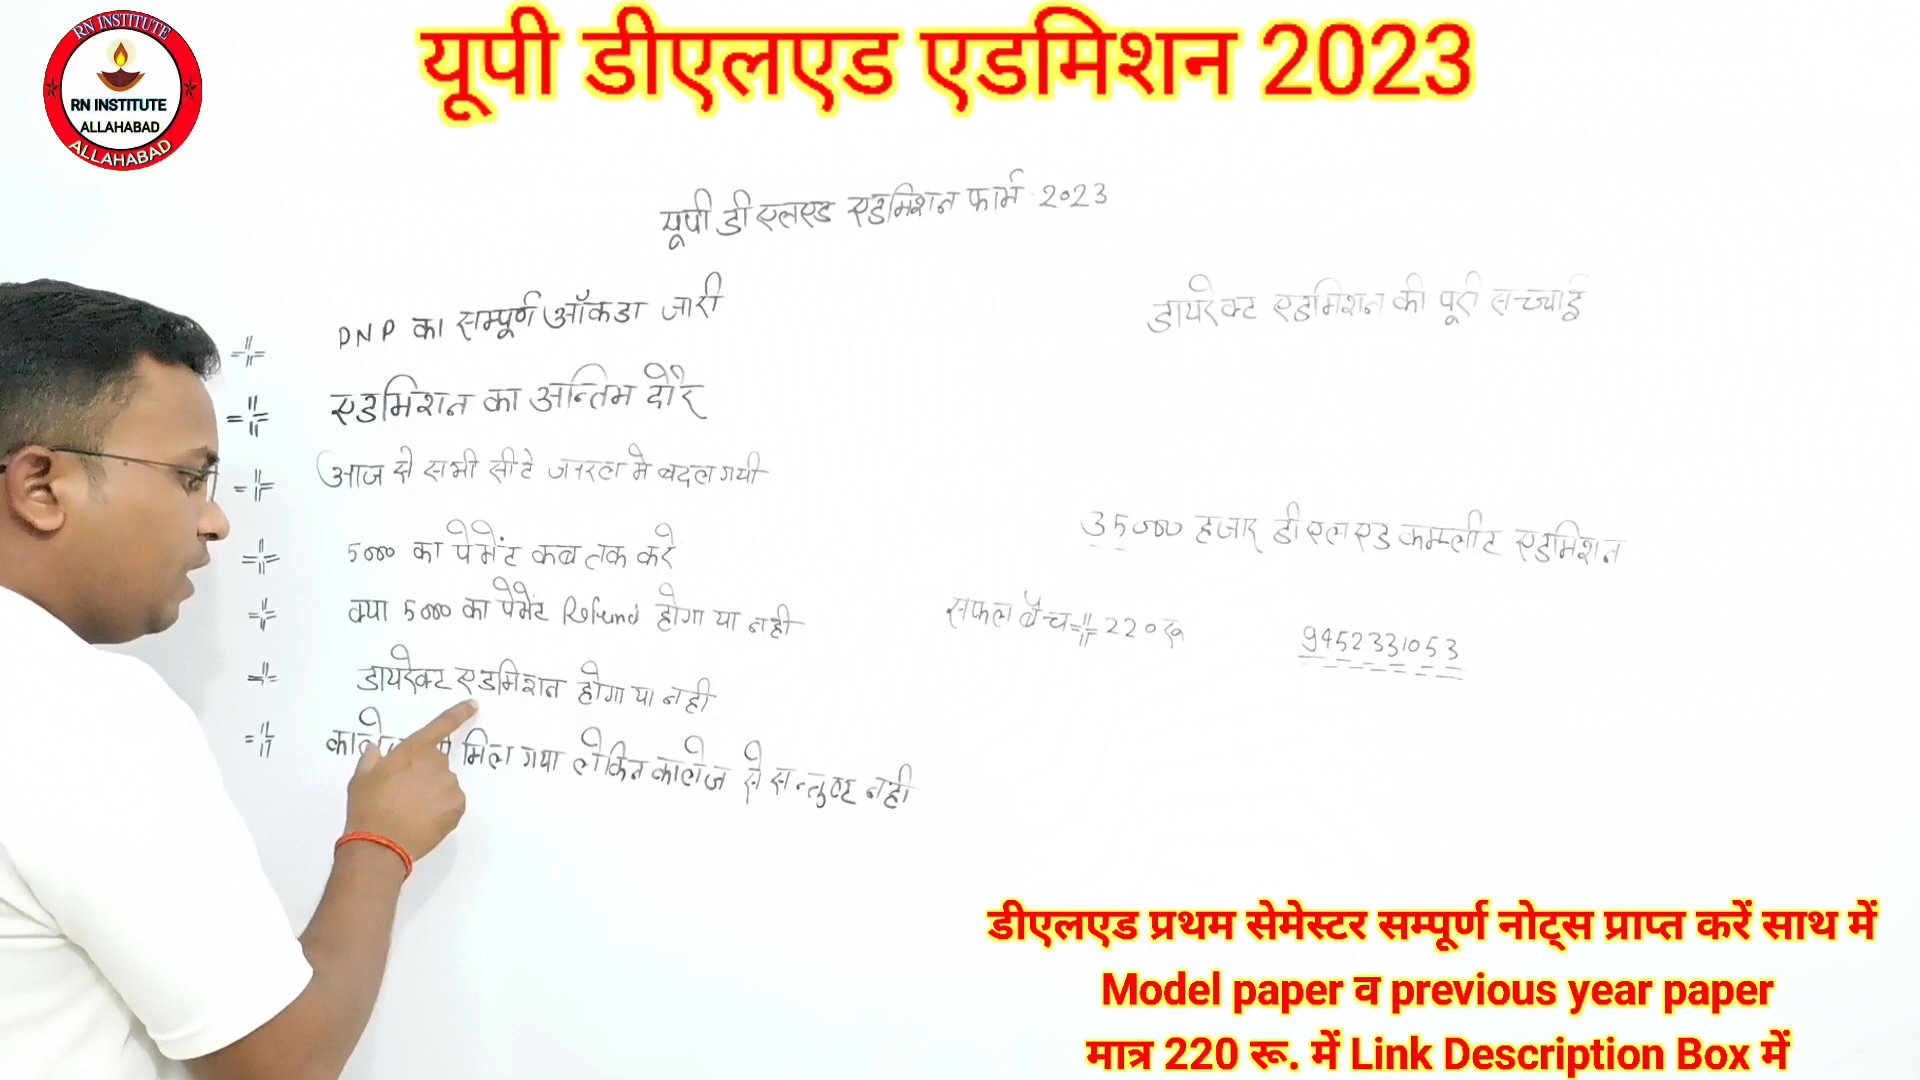 RN INSTITUTE
RN INSTITUTE
ALLAHABAD
ALLAHABAD
यूपी डीएलएड एडमिशन 2023
यूपी डीएलएड एडमिशन फार्म 2023
PNP का सम्पूर्ण ऑकडा जारी
डायरेक्ट एडमिशन की पूरी सच्चाई
एडमिशन का अन्तिम दौर
आज से सभी सीटे जनरल मे बदल गयी
5000 का पेमेंट कब तक करे
35000 हजार डीएलएड कम्प्लीट एडमिशन
क्या 5000 का पेमेंट Refund होगा या नही
सफल बैच 220 रू
9452331053
डायरेक्ट एडमिशन होगा या नही
मिल गया लेकिन कालेज से सन्तुष्ट नही
डीएलएड प्रथम सेमेस्टर सम्पूर्ण नोट्स प्राप्त करें साथ में
Model paper व previous year paper
मात्र 220 रू. में Link Description Box में